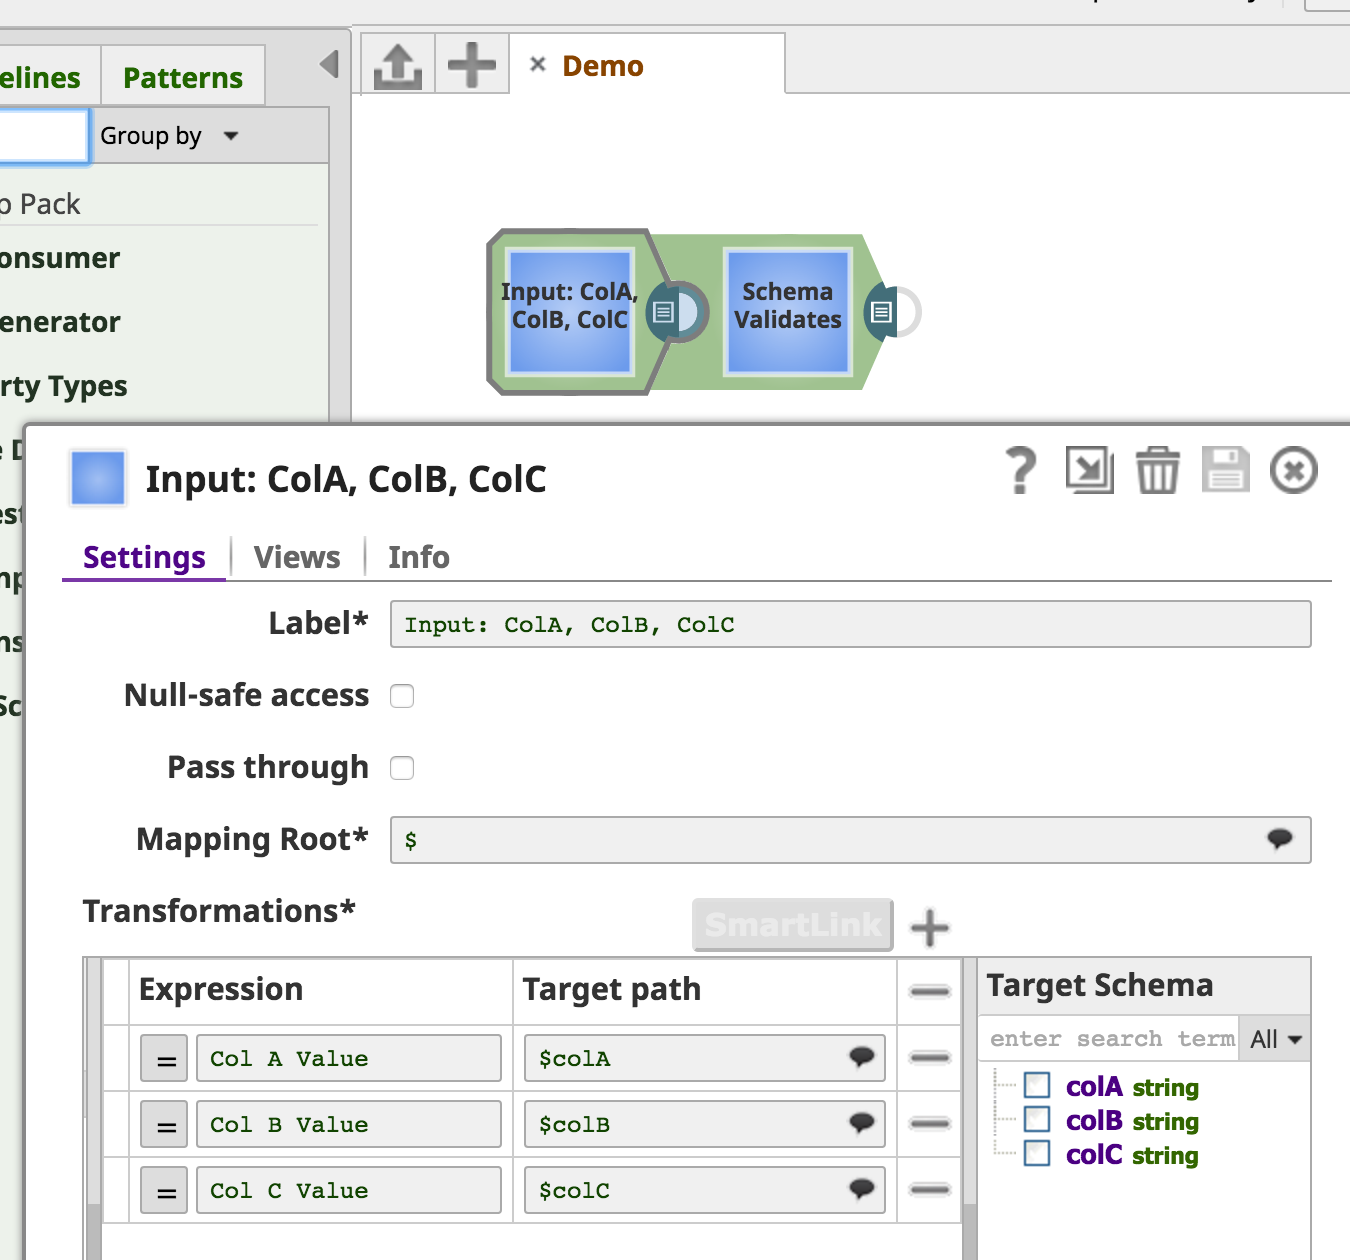 elines
Patterns
Demo
Group by
p Pack
onsumer
enerator
rty Types
Input: ColA,
ColB, ColC
Schema
Validates
Input: ColA, ColB, ColC
Settings
Views
Info
Label*
Input: ColA, ColB, ColC
Null-safe access
Pass through
Mapping Root*
$
Transformations*
SmartLink
Expression
Target path
= Col A Value
$colA
= Col B Value
$colB
= Col C Value
$colC
Target Schema
enter search term
All
colA string
colB string
colC string